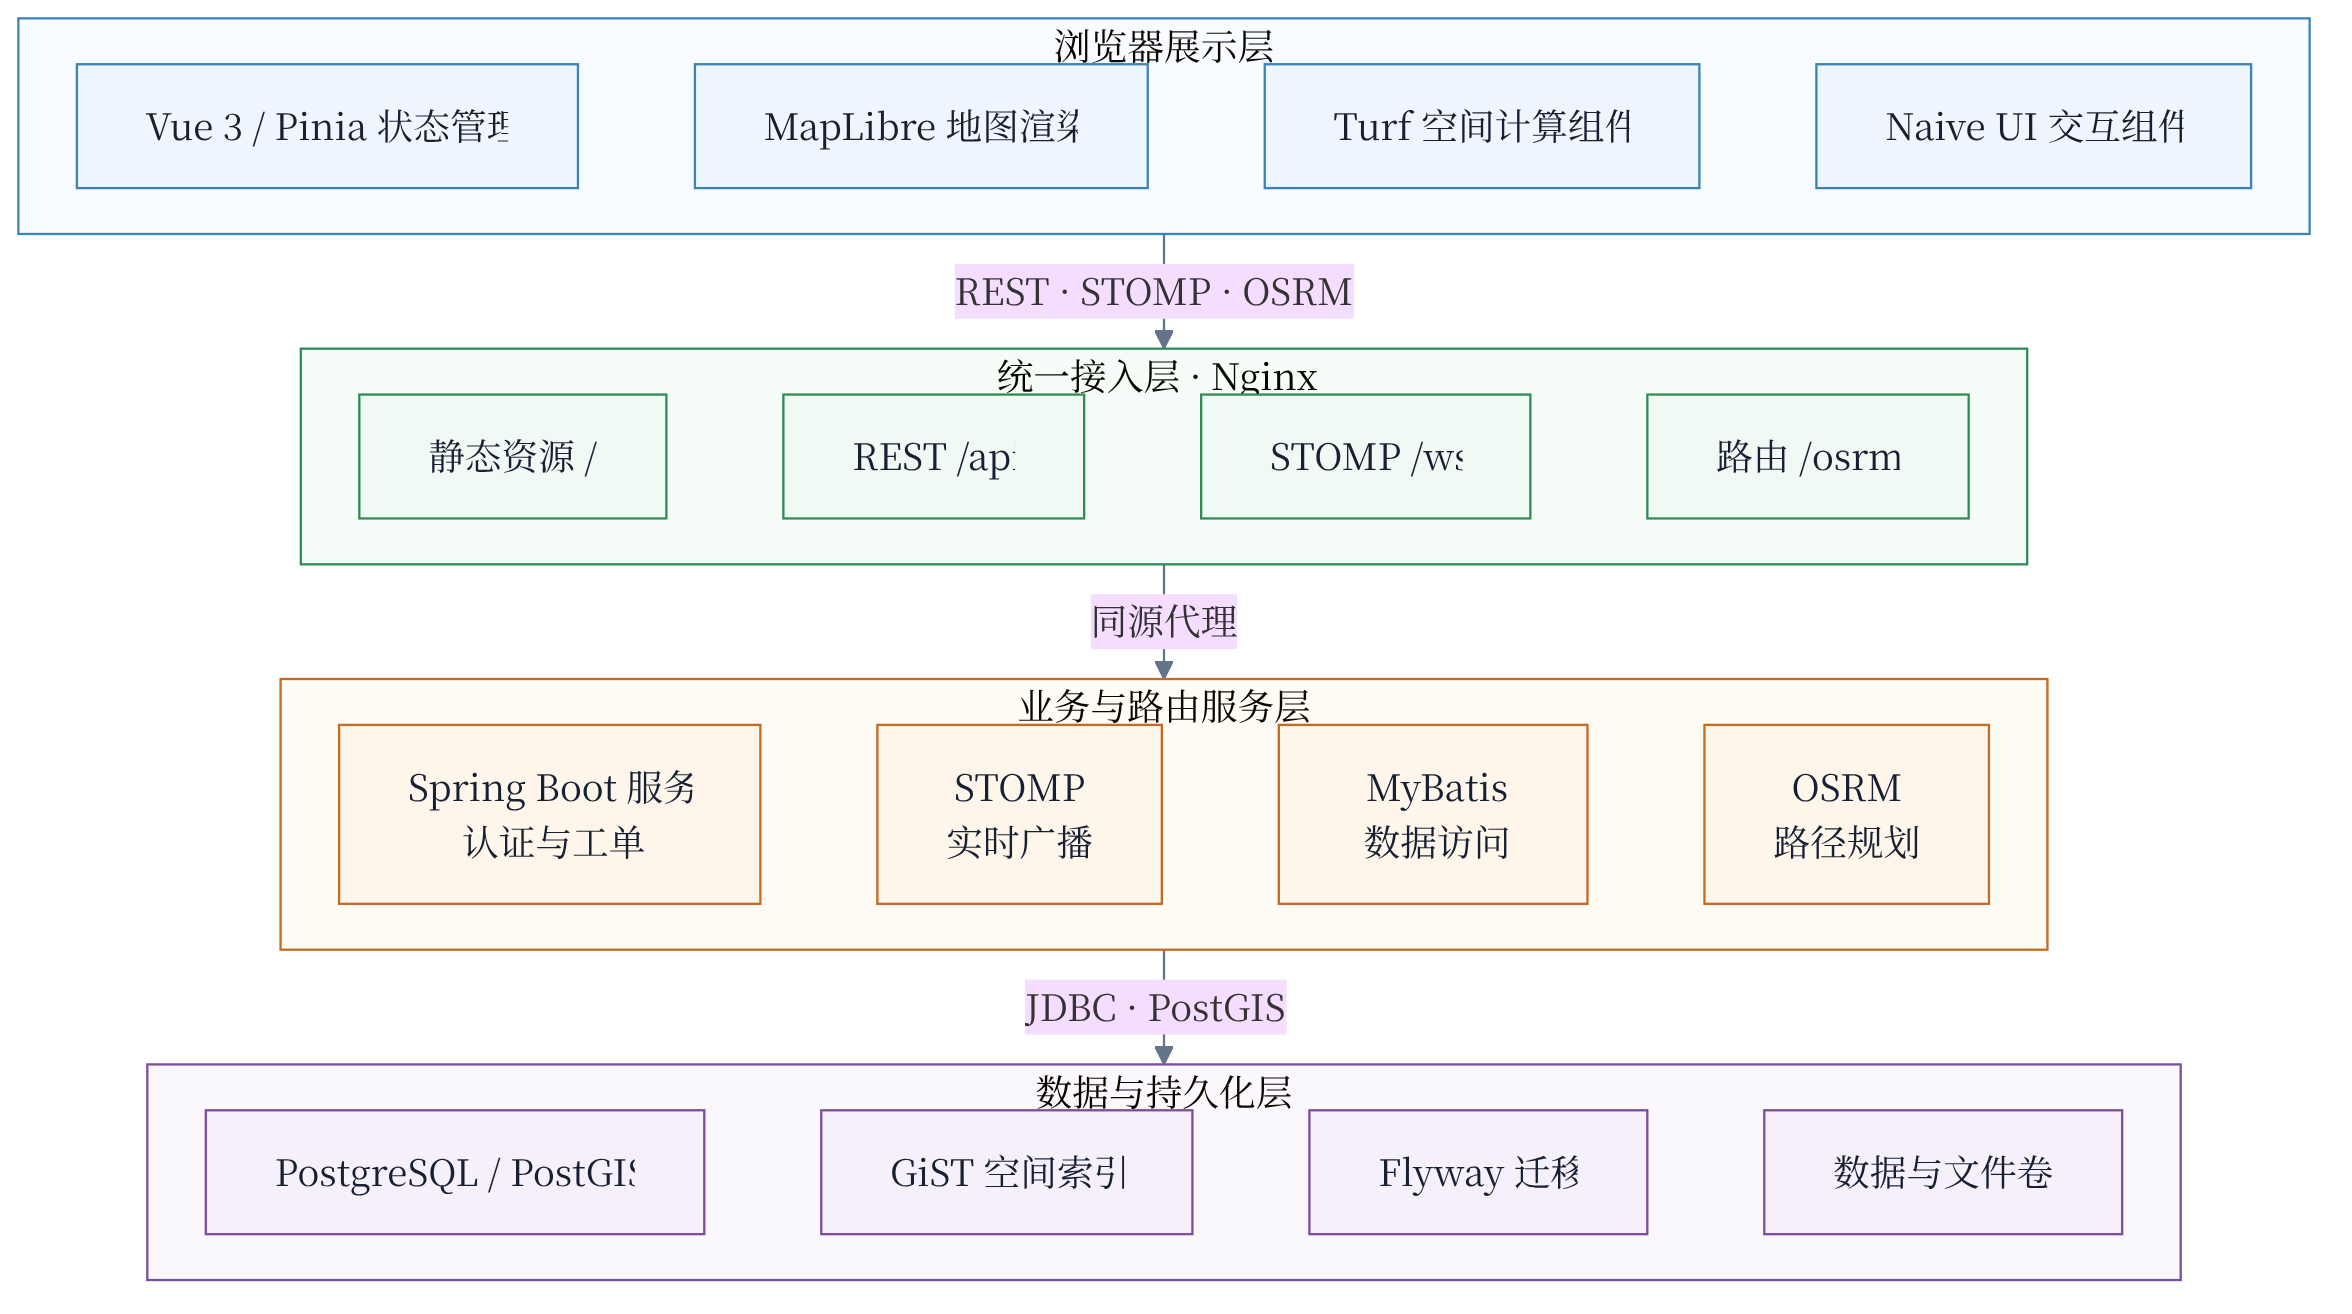 浏览器展示层
Vue 3 / Pinia 状态管理
MapLibre 地图渲染
Turf 空间计算组件
Naive UI 交互组件
REST · STOMP · OSRM
统一接入层 · Nginx
静态资源 /
REST /api
STOMP /ws
路由 /osrm
同源代理
业务与路由服务层
Spring Boot 服务
认证与工单
STOMP
实时广播
MyBatis
数据访问
OSRM
路径规划
JDBC · PostGIS
数据与持久化层
PostgreSQL / PostGIS
GiST 空间索引
Flyway 迁移
数据与文件卷